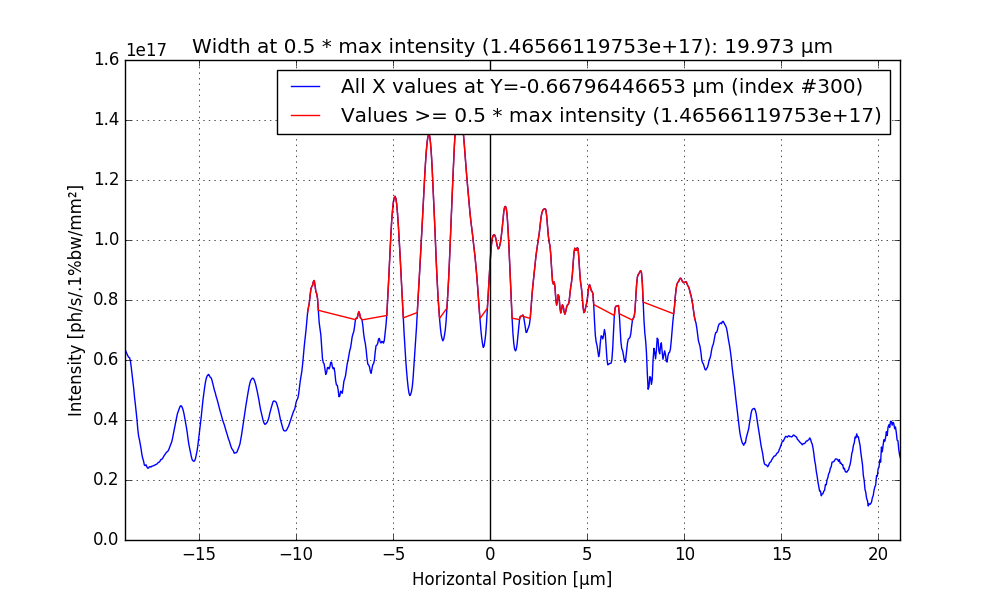 Width at 0.5 * max intensity (1.46566119753e+17): 19.973 µm
1e17
All X values at Y=-0.66796446653 µm (index #300)
Values >= 0.5 * max intensity (1.46566119753e+17)
Intensity [ph/s/.1%bw/mm²]
1.6
1.4
1.2
1.0
0.8
0.6
0.4
0.2
0.0
−15 −10 −5 0 5 10 15 20
Horizontal Position [µm]